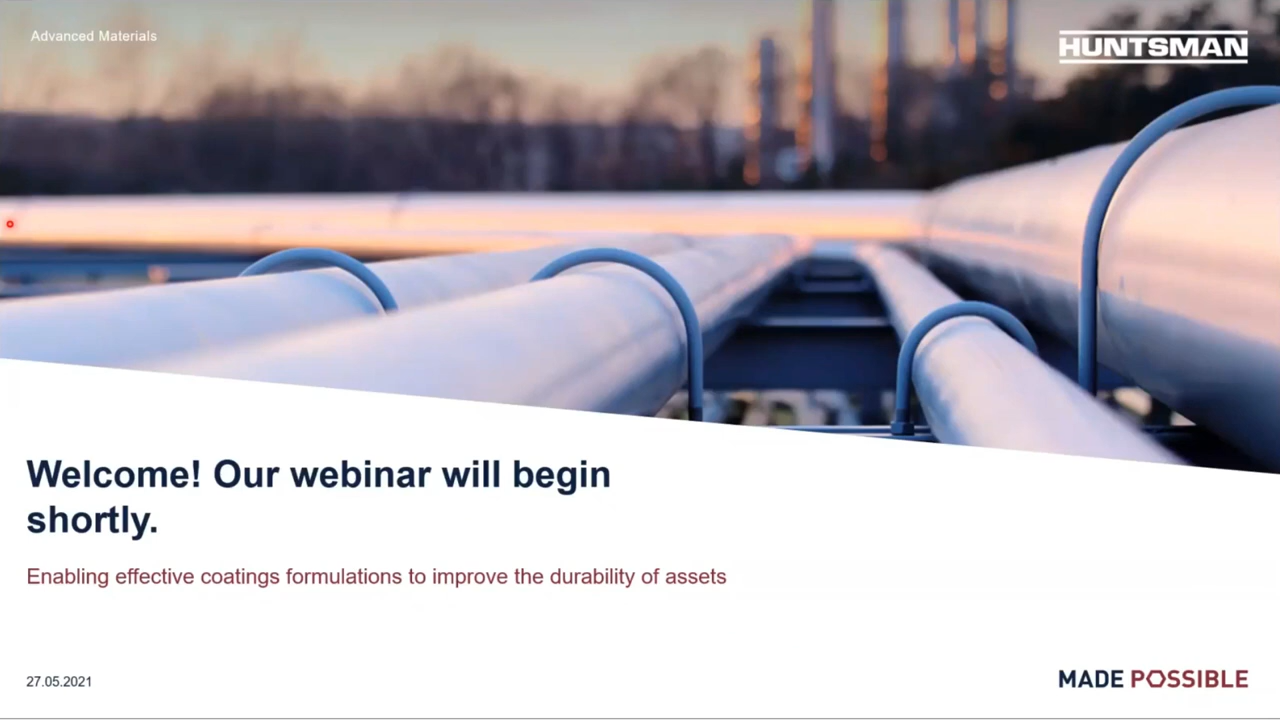 Advanced Materials
HUNTSMAN
Welcome! Our webinar will begin
shortly.
Enabling effective coatings formulations to improve the durability of assets
27.05.2021
MADE POSSIBLE